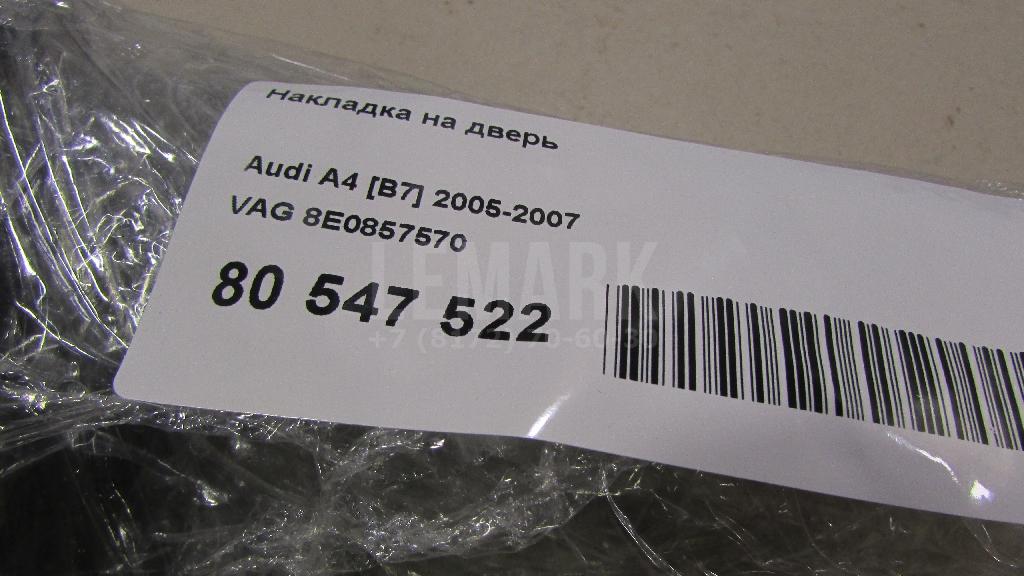 Накладка на дверь
Audi A4 [B7] 2005-2007
VAG 8E0857570
80 547 522
LEMARK